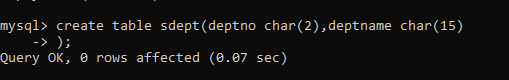 mysql> create table sdept(deptno char(2),deptname char(15)
    -> );
Query OK, 0 rows affected (0.07 sec)